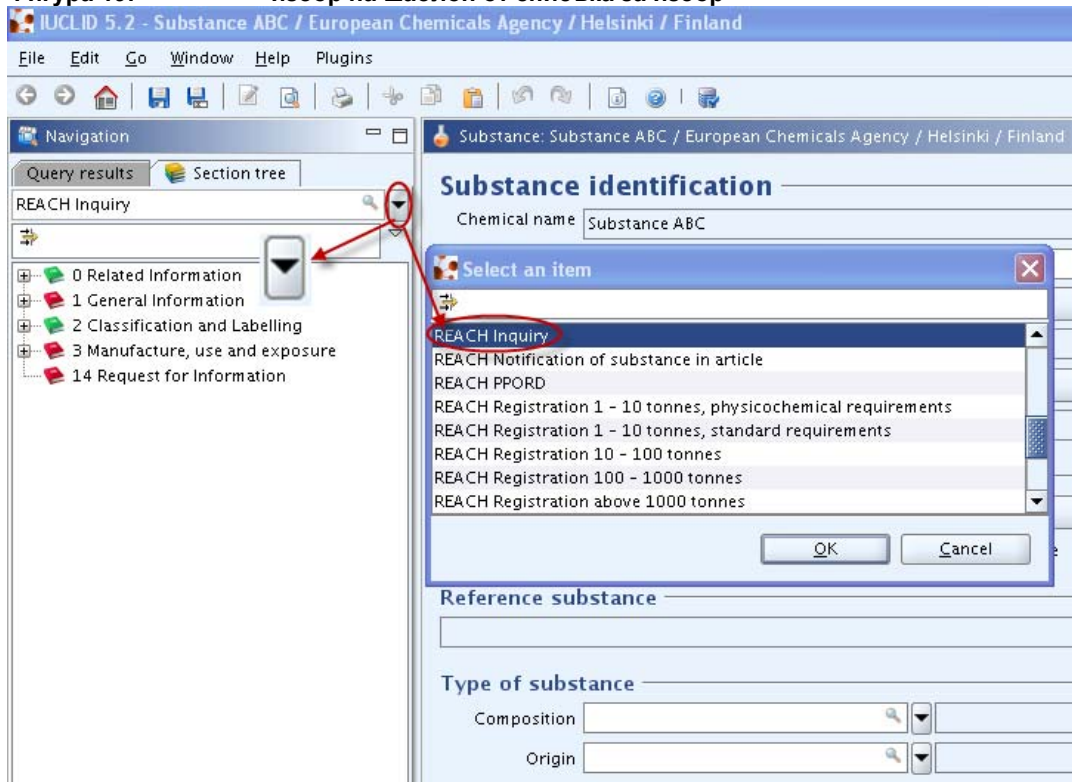 IUCLID 5.2 - Substance ABC / European Chemicals Agency / Helsinki / Finland
File Edit Go Window Help Plugins
Navigation
Query results Section tree
REACH Inquiry
0 Related Information
1 General Information
2 Classification and Labelling
3 Manufacture, use and exposure
14 Request for Information
Substance: Substance ABC / European Chemicals Agency / Helsinki / Finland
Substance identification
Chemical name Substance ABC
Select an item
REACH Inquiry
REACH Notification of substance in article
REACH PPORD
REACH Registration 1 - 10 tonnes, physicochemical requirements
REACH Registration 1 - 10 tonnes, standard requirements
REACH Registration 10 - 100 tonnes
REACH Registration 100 - 1000 tonnes
REACH Registration above 1000 tonnes
OK Cancel
Reference substance
Type of substance
Composition
Origin